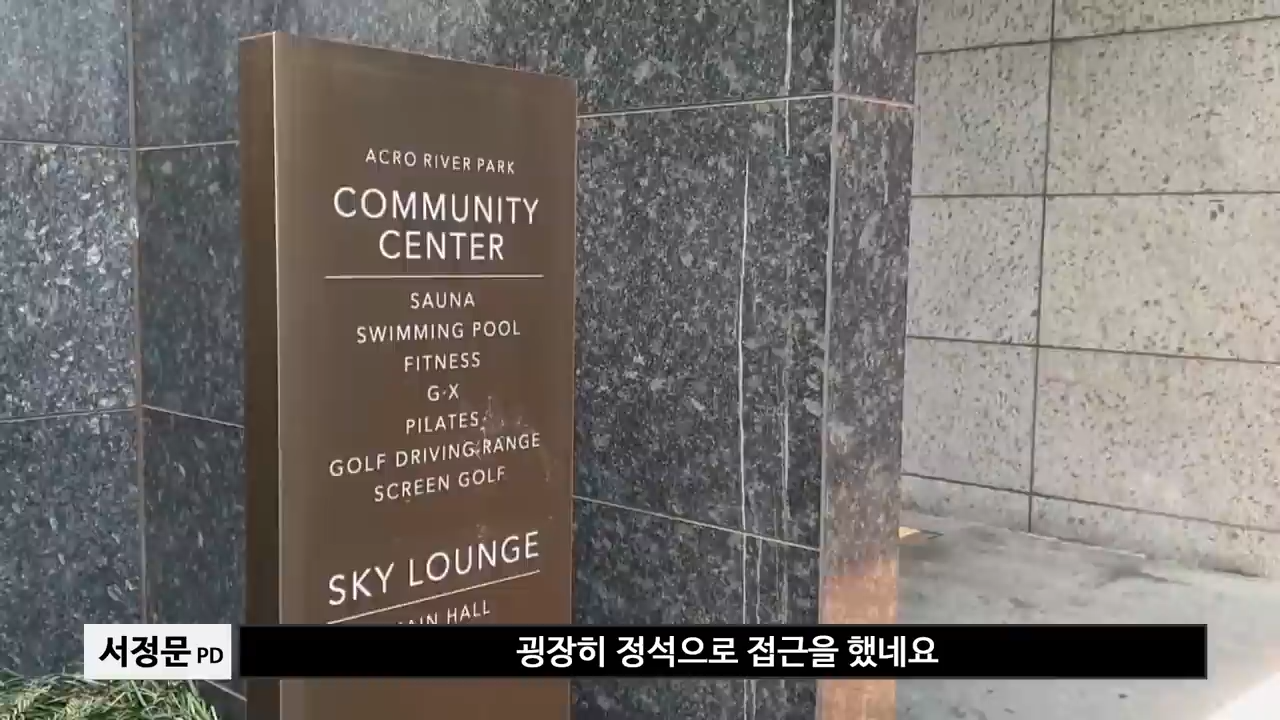 ACRO RIVER PARK
COMMUNITY
CENTER
SAUNA
SWIMMING POOL
FITNESS
G·X
PILATES
GOLF DRIVING RANGE
SCREEN GOLF
SKY LOUNGE
HALL
서정문 PD
굉장히 정석으로 접근을 했네요